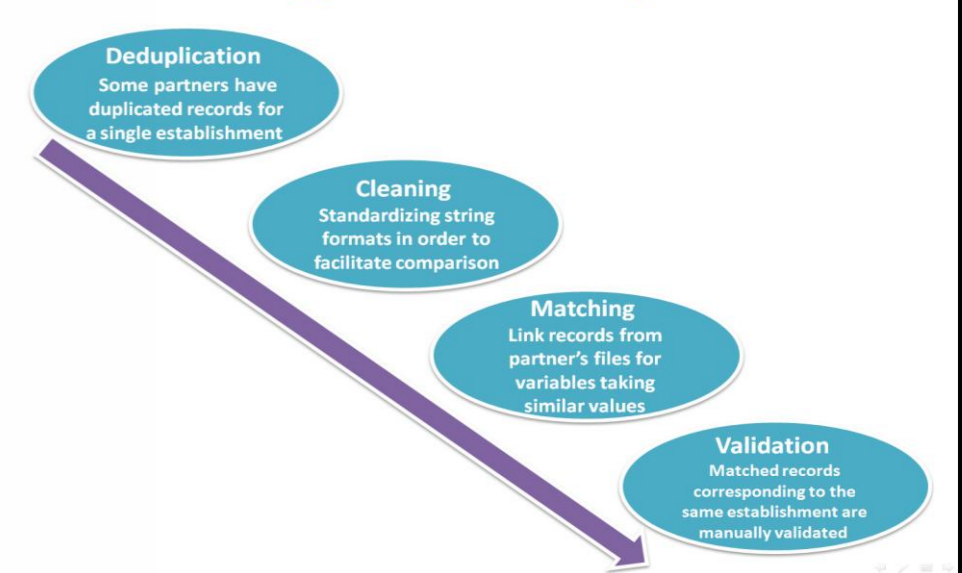 Deduplication
Some partners have
duplicated records for
a single establishment
Cleaning
Standardizing string
formats in order to
facilitate comparison
Matching
Link records from
partner’s files for
variables taking
similar values
Validation
Matched records
corresponding to the
same establishment are
manually validated